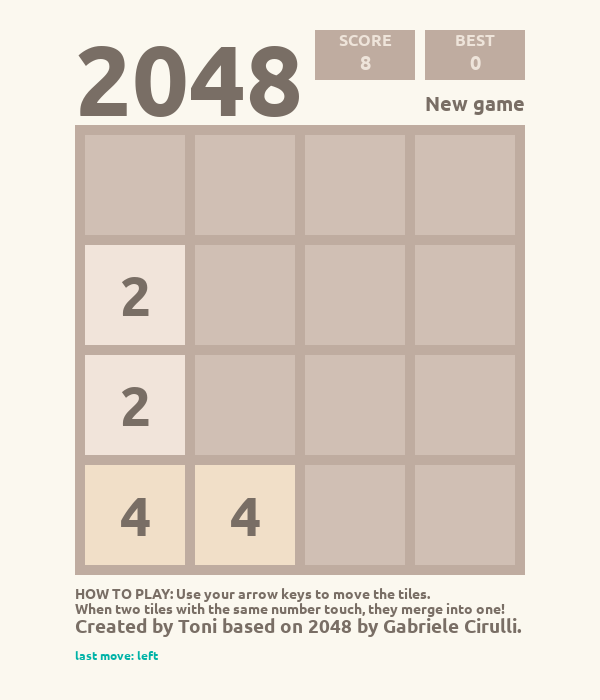 2048
SCORE
8
BEST
0
New game
2
2
4 4
HOW TO PLAY: Use your arrow keys to move the tiles.
When two tiles with the same number touch, they merge into one!
Created by Toni based on 2048 by Gabriele Cirulli.
last move: left